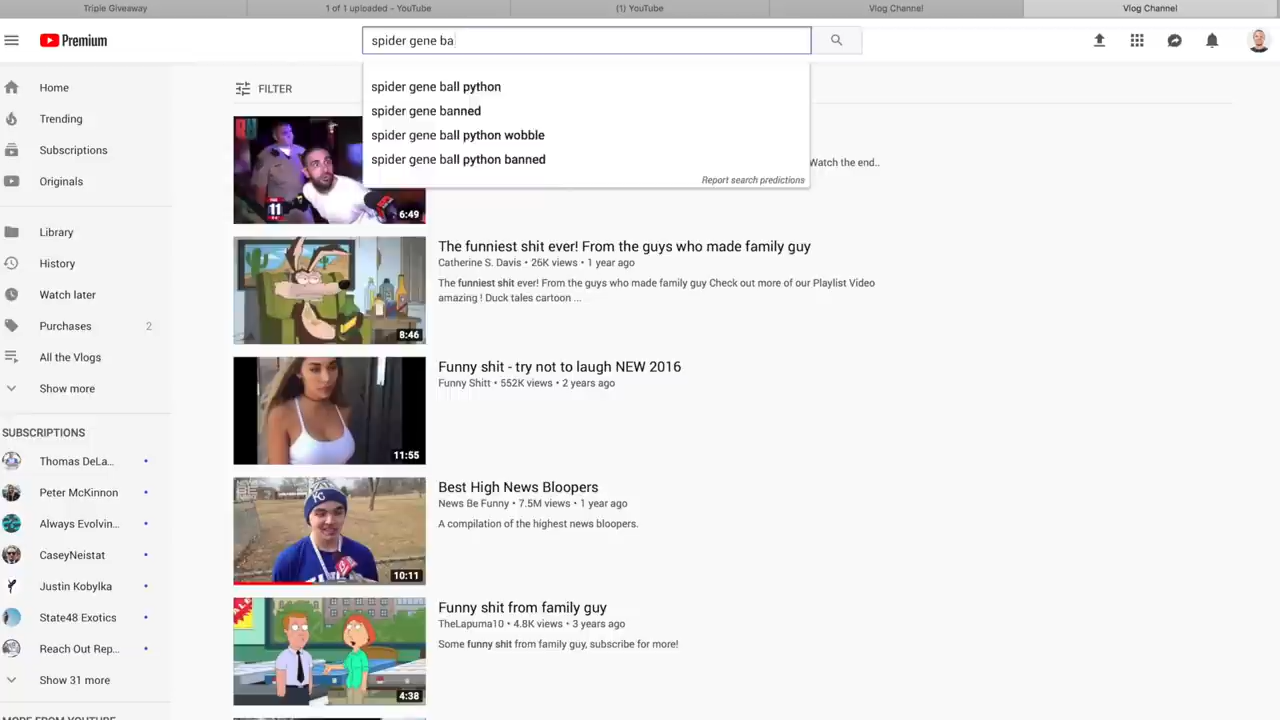 Triple Giveaway
1 of 1 uploaded - YouTube
(1) YouTube
Vlog Channel
Vlog Channel
Premium
spider gene ba
spider gene ball python
spider gene banned
spider gene ball python wobble
spider gene ball python banned
Report search predictions
Home
Trending
Subscriptions
Originals
Library
History
Watch later
Purchases 2
All the Vlogs
Show more
SUBSCRIPTIONS
Thomas DeLa...
Peter McKinnon
Always Evolvin...
CaseyNeistat
Justin Kobylka
State48 Exotics
Reach Out Rep...
Show 31 more
MORE FROM YOUTUBE
FILTER
Watch the end..
11
6:49
The funniest shit ever! From the guys who made family guy
Catherine S. Davis • 26K views • 1 year ago
The funniest shit ever! From the guys who made family guy Check out more of our Playlist Video
amazing ! Duck tales cartoon ...
8:46
Funny shit - try not to laugh NEW 2016
Funny Shitt • 552K views • 2 years ago
11:55
Best High News Bloopers
News Be Funny • 7.5M views • 1 year ago
A compilation of the highest news bloopers.
10:11
Funny shit from family guy
TheLapuma10 • 4.8K views • 3 years ago
Some funny shit from family guy, subscribe for more!
4:38